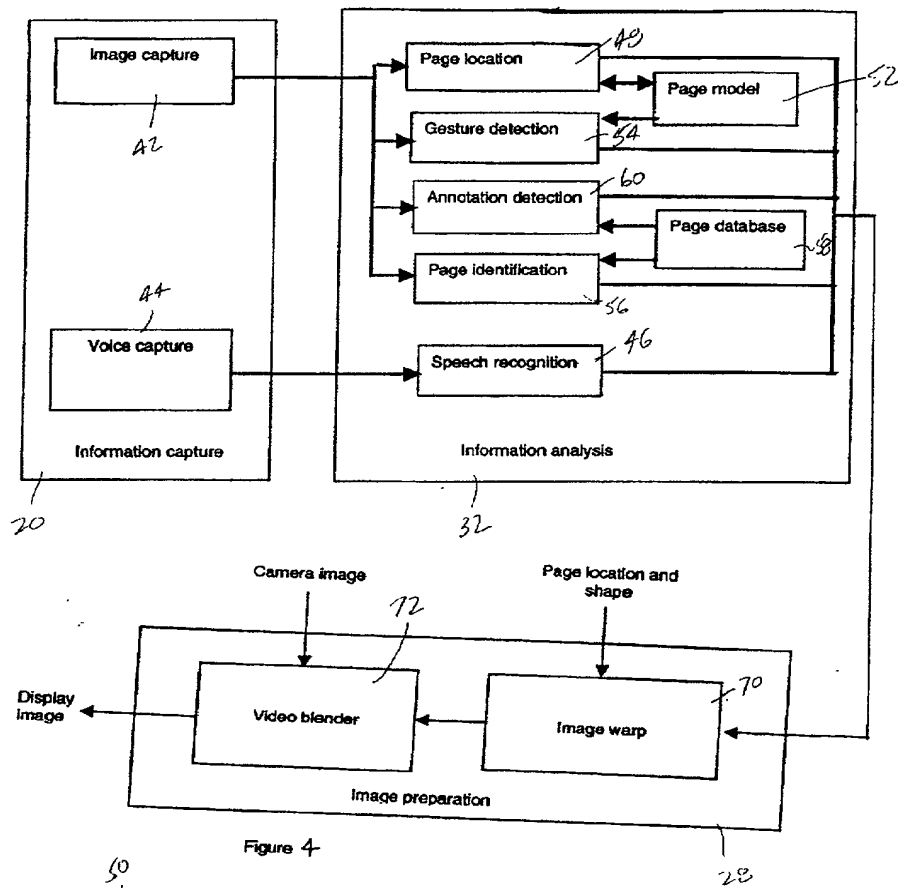 Image capture
42
Page location
48
Page model
52
Gesture detection
54
Annotation detection
60
Page database
58
Page identification
56
44
Voice capture
Speech recognition
46
Information capture
20
Information analysis
32
Camera image
Page location and
shape
72
70
Display
image
Video blender
Image warp
Image preparation
28
Figure 4
50